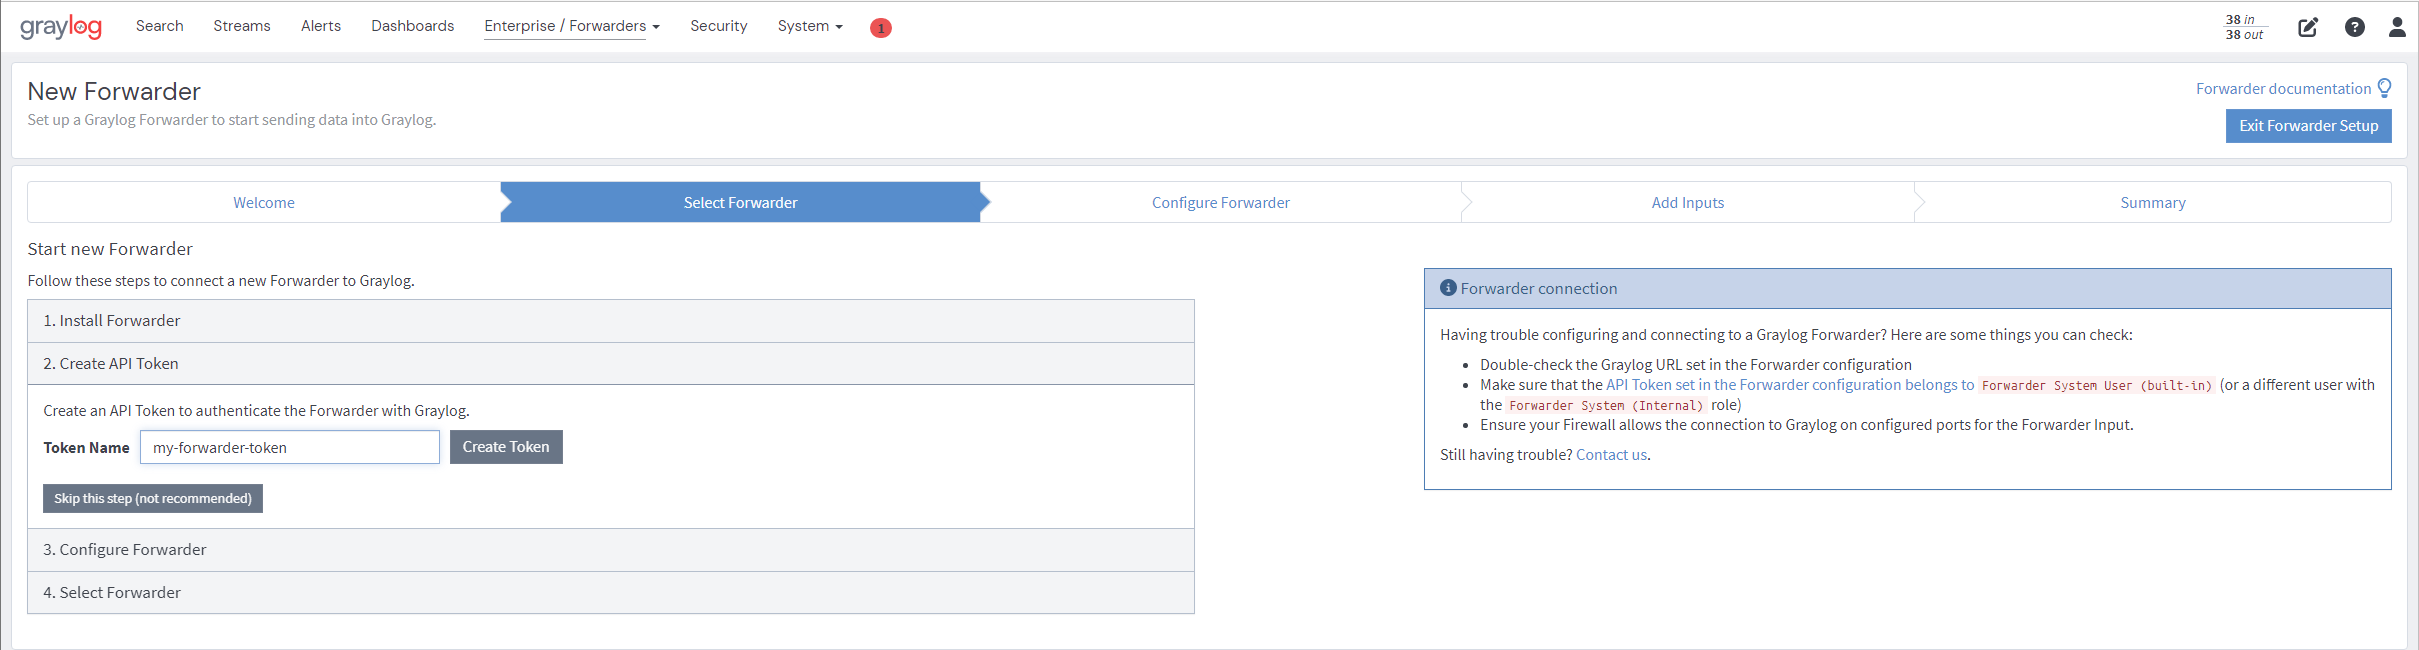 graylog Search Streams Alerts Dashboards Enterprise / Forwarders Security System 1 38 in
38 out
New Forwarder
Forwarder documentation
Set up a Graylog Forwarder to start sending data into Graylog.
Exit Forwarder Setup
Welcome Select Forwarder Configure Forwarder Add Inputs Summary
Start new Forwarder
Follow these steps to connect a new Forwarder to Graylog.
1. Install Forwarder
2. Create API Token
Create an API Token to authenticate the Forwarder with Graylog.
Token Name my-forwarder-token Create Token
Skip this step (not recommended)
3. Configure Forwarder
4. Select Forwarder
Forwarder connection
Having trouble configuring and connecting to a Graylog Forwarder? Here are some things you can check:
• Double-check the Graylog URL set in the Forwarder configuration
• Make sure that the API Token set in the Forwarder configuration belongs to Forwarder System User (built-in) (or a different user with
the Forwarder System (Internal) role)
• Ensure your Firewall allows the connection to Graylog on configured ports for the Forwarder Input.
Still having trouble? Contact us.